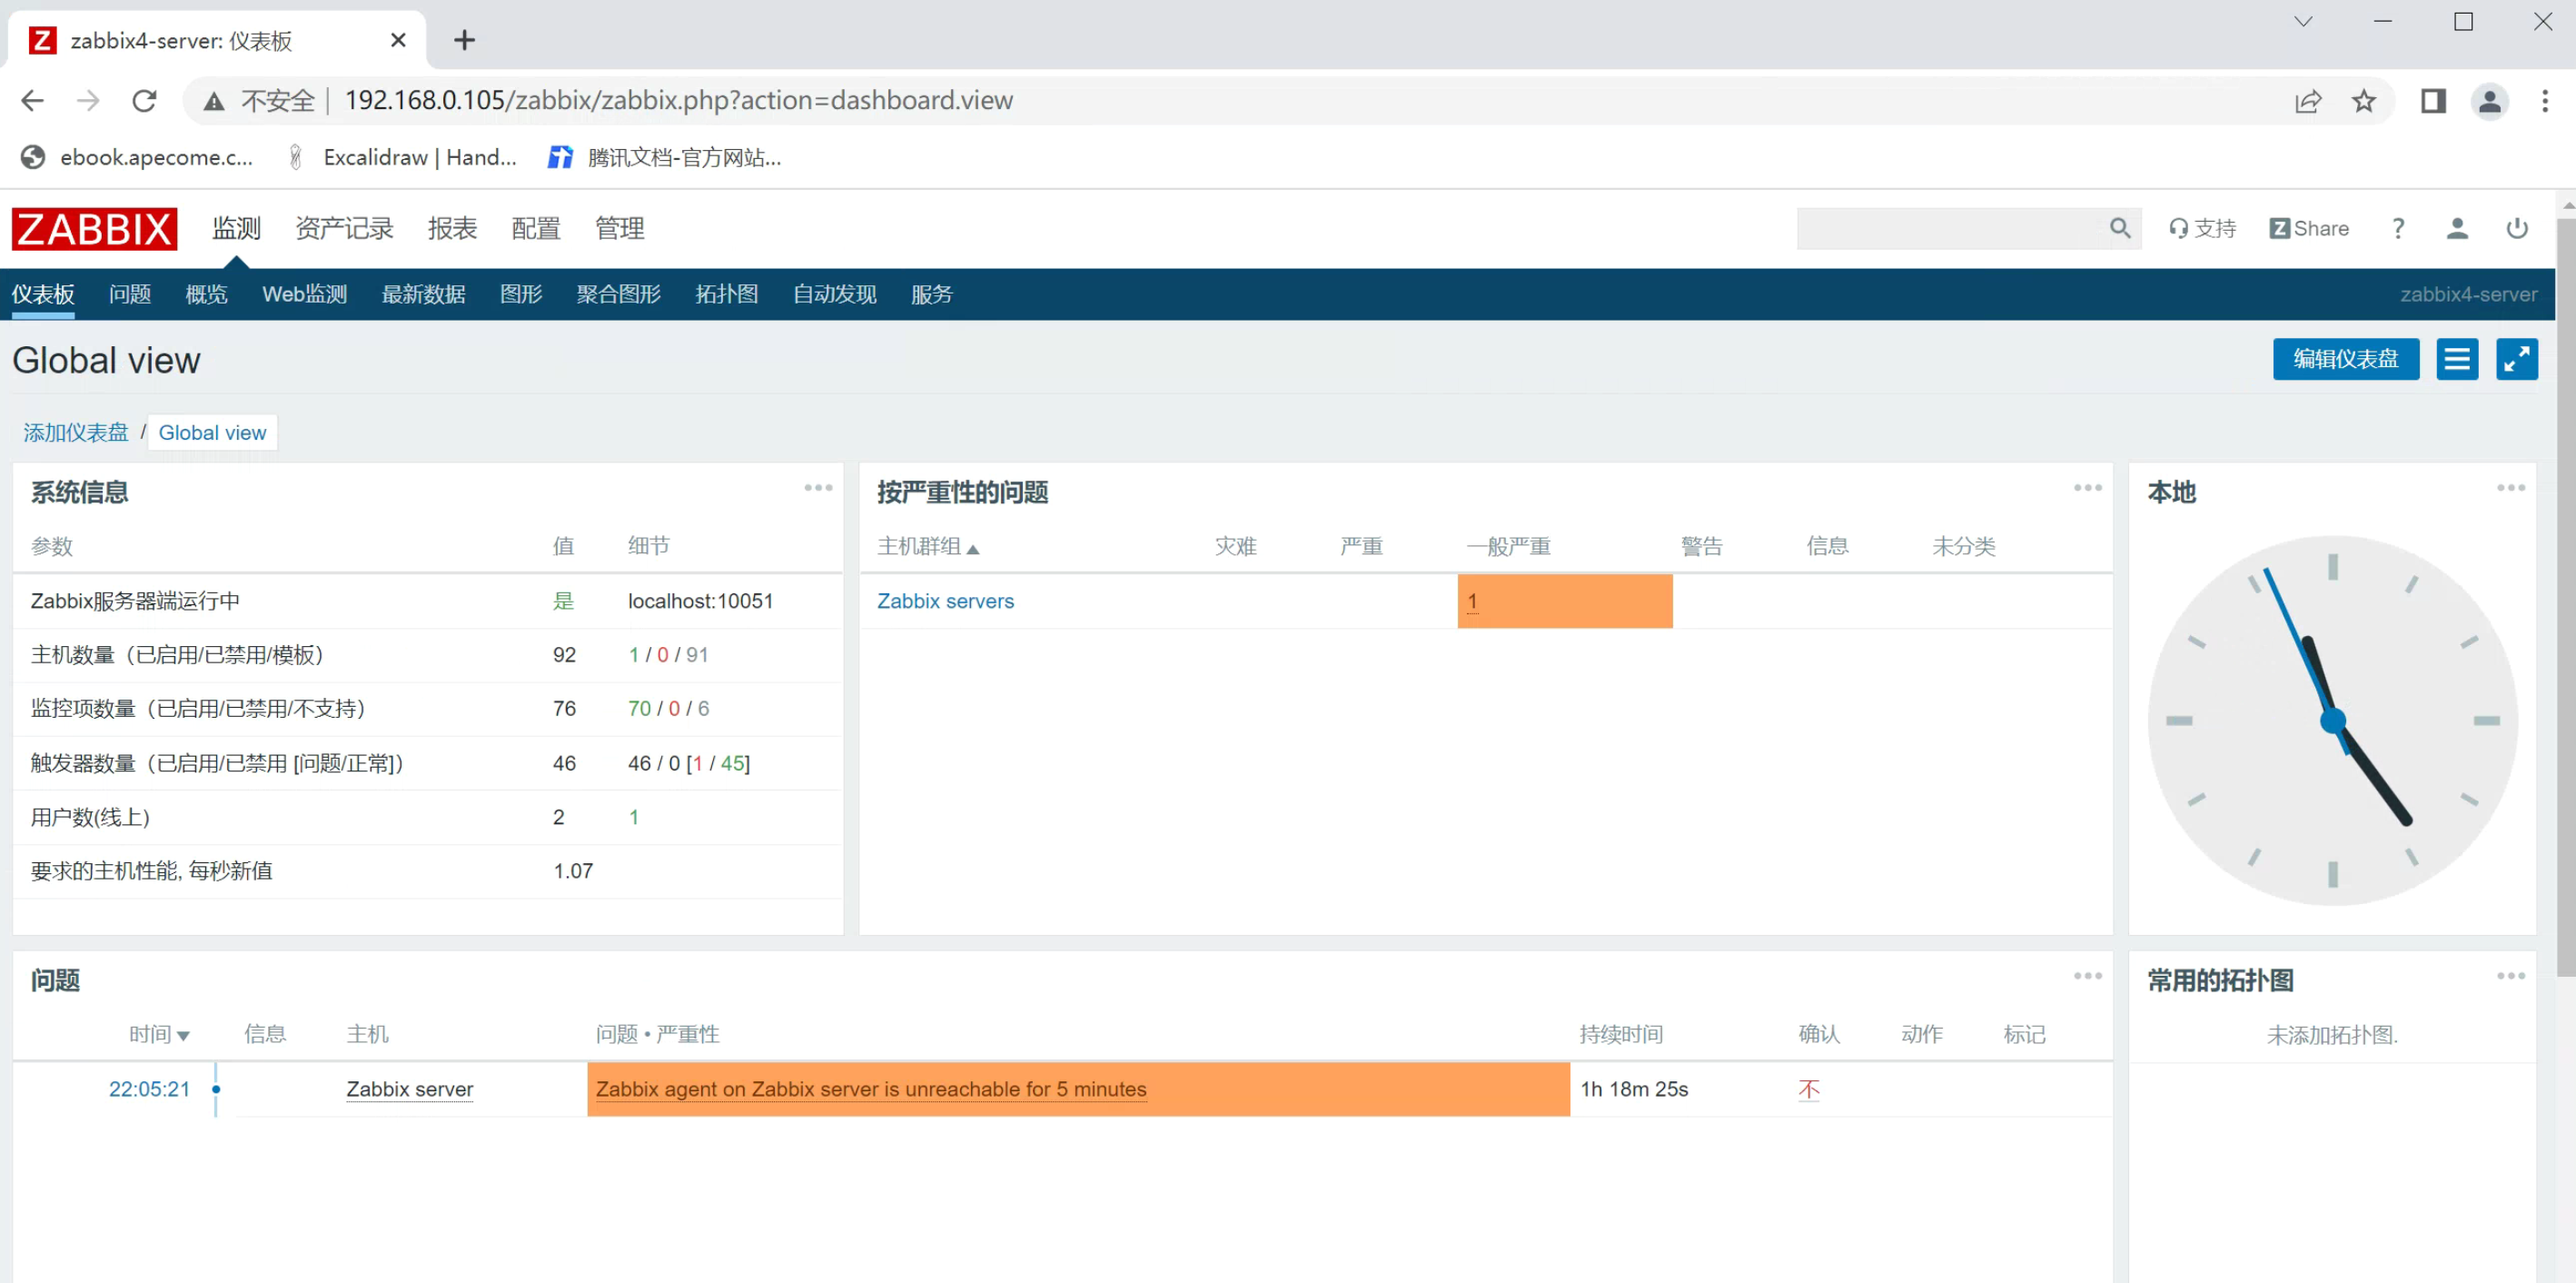 Z zabbix4-server: 仪表板
不安全 | 192.168.0.105/zabbix/zabbix.php?action=dashboard.view
ebook.apecome.c... Excalidraw | Hand... 腾讯文档-官方网站...
ZABBIX 监测 资产记录 报表 配置 管理 支持 Z Share ?
仪表板 问题 概览 Web监测 最新数据 图形 聚合图形 拓扑图 自动发现 服务 zabbix4-server
Global view 编辑仪表盘
添加仪表盘 / Global view
系统信息
参数 值 细节
Zabbix服务器端运行中 是 localhost:10051
主机数量（已启用/已禁用/模板） 92 1 / 0 / 91
监控项数量（已启用/已禁用/不支持） 76 70 / 0 / 6
触发器数量（已启用/已禁用 [问题/正常]） 46 46 / 0 [1 / 45]
用户数(线上) 2 1
要求的主机性能, 每秒新值 1.07
按严重性的问题
主机群组▲ 灾难 严重 一般严重 警告 信息 未分类
Zabbix servers 1
本地
问题
时间▼ 信息 主机 问题 • 严重性 持续时间 确认 动作 标记
22:05:21 Zabbix server Zabbix agent on Zabbix server is unreachable for 5 minutes 1h 18m 25s 不
常用的拓扑图
未添加拓扑图.